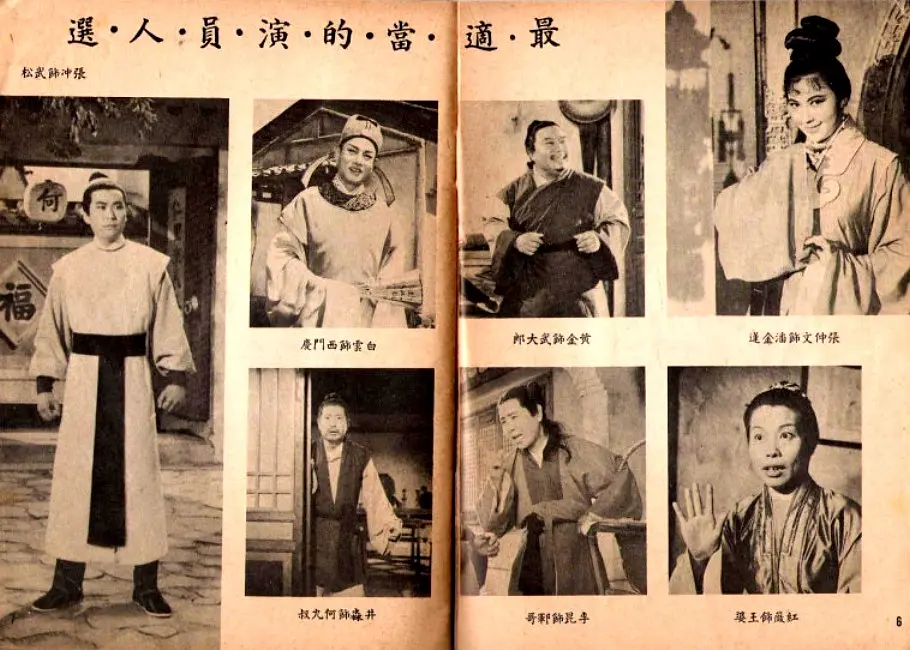 最·適·當·的·演·員·人·選
張仲文飾潘金蓮
黃金飾武大郎
白雲飾西門慶
張冲飾武松
紅薇飾王婆
李昆飾鄆哥
井淼飾何九叔
何
福
6